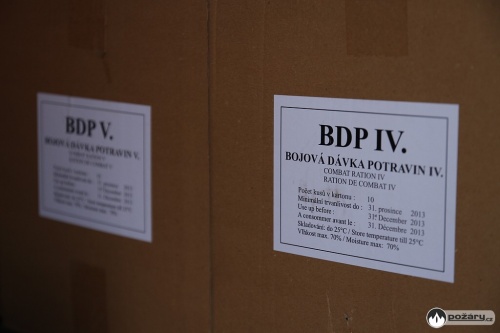 BDP V.
BOJOVÁ DÁVKA POTRAVIN V.
BDP IV.
BOJOVÁ DÁVKA POTRAVIN IV.
COMBAT RATION IV
RATION DE COMBAT IV
Počet kusů v kartonu : 10
Minimální trvanlivost do : 31. prosince 2013
Use up before : 31st December 2013
A consommer avant le : 31. Décembre 2013
Skladování: do 25°C / Store temperature till 25°C
Vlhkost max. 70% / Moisture max: 70%
požáry.cz